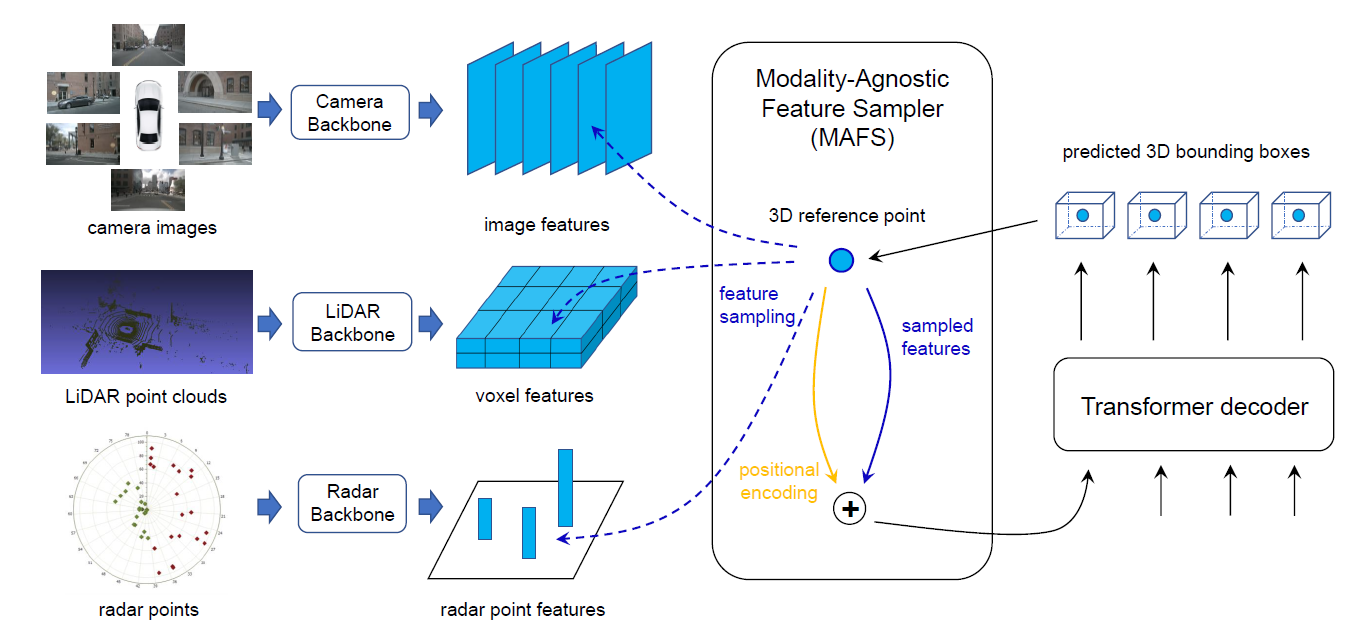 camera images
Camera
Backbone
image features
LiDAR point clouds
LiDAR
Backbone
voxel features
radar points
Radar
Backbone
radar point features
Modality-Agnostic
Feature Sampler
(MAFS)
3D reference point
feature
sampling
sampled
features
positional
encoding
+
predicted 3D bounding boxes
Transformer decoder